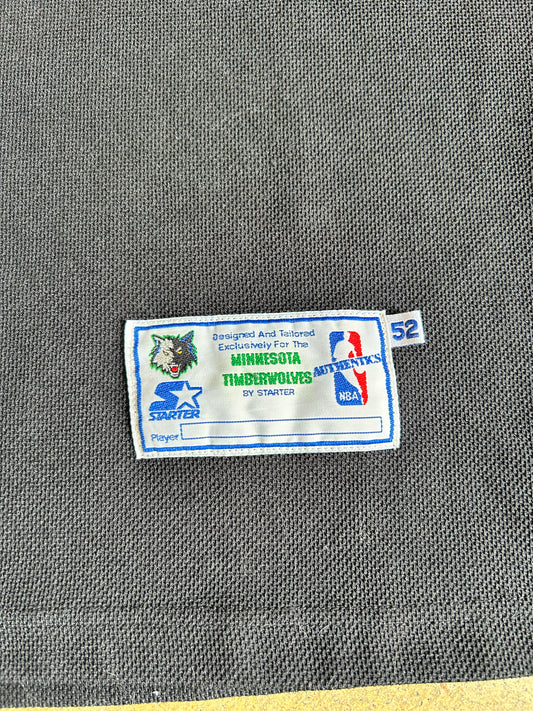 Designed And Tailored
Exclusively For The
MINNESOTA
TIMBERWOLVES
BY STARTER
STARTER
Player
AUTHENTICS
NBA
52